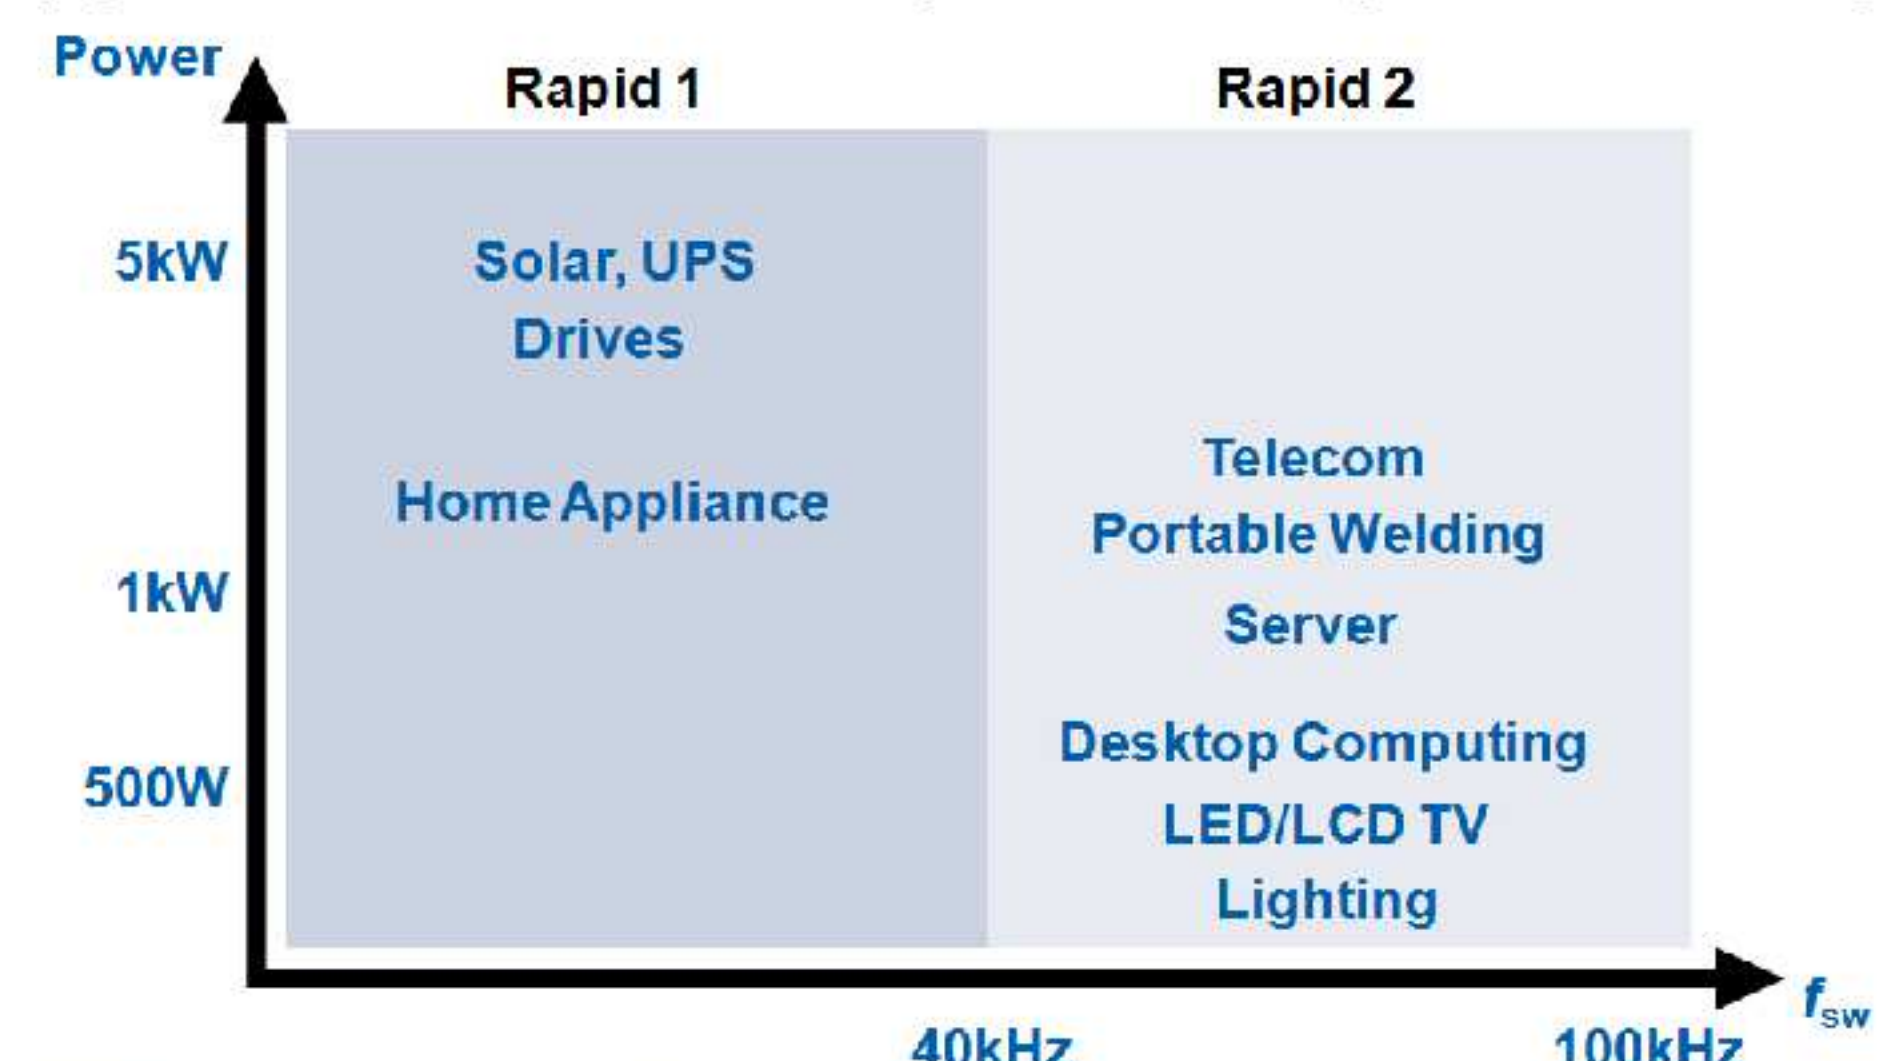 Power
Rapid 1
Rapid 2
5kW
Solar, UPS
Drives
Home Appliance
Telecom
Portable Welding
1kW
Server
Desktop Computing
500W
LED/LCD TV
Lighting
fsw
40kHz
100kHz